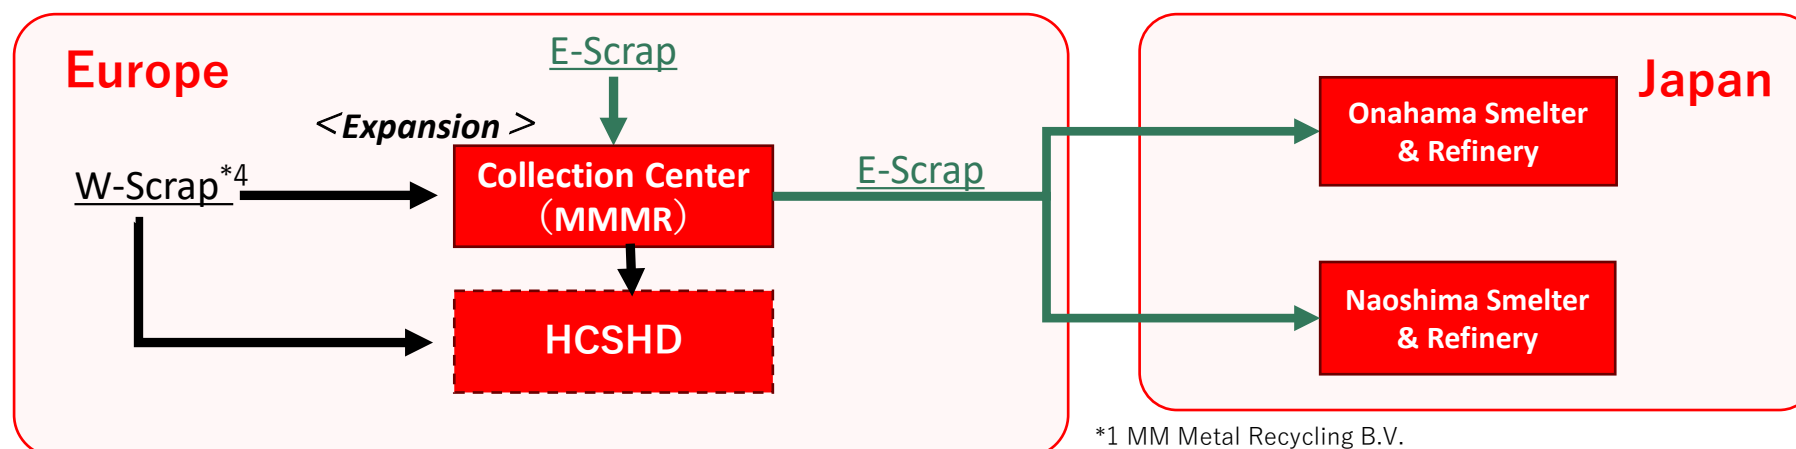 Europe
E-Scrap
Japan
＜Expansion ＞
Onahama Smelter
& Refinery
W-Scrap*4
Collection Center
（MMMR）
E-Scrap
HCSHD
Naoshima Smelter
& Refinery
*1 MM Metal Recycling B.V.